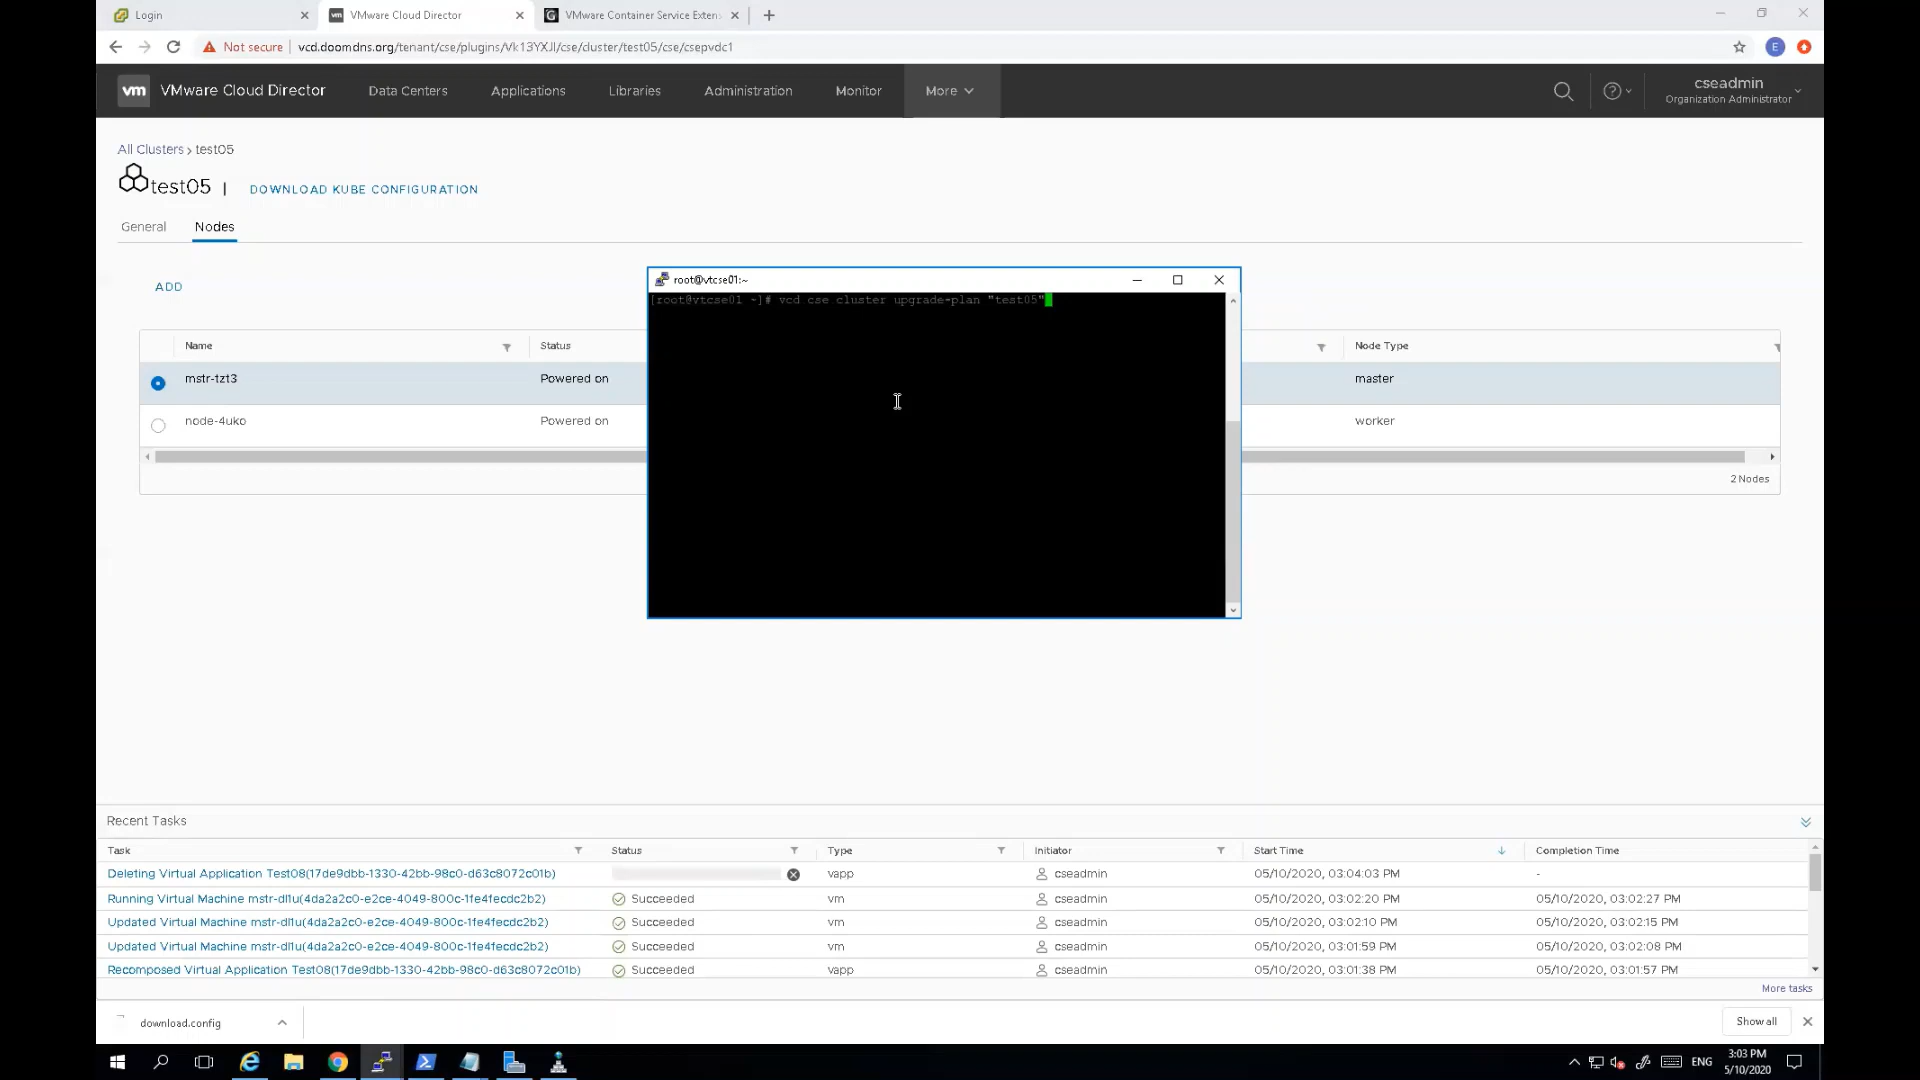 Login
VMware Cloud Director
VMware Container Service Exten
Not secure
vcd.doomdns.org/tenant/cse/plugins/Vk13YXJl/cse/cluster/test05/cse/csepvdc1
E
vm VMware Cloud Director
Data Centers
Applications
Libraries
Administration
Monitor
More
cseadmin
Organization Administrator
All Clusters > test05
test05 | DOWNLOAD KUBE CONFIGURATION
General
Nodes
ADD
root@vtcse01:~
[root@vtcse01 ~]# vcd cse cluster upgrade-plan "test05"
Name Status Node Type
mstr-tzt3 Powered on master
node-4uko Powered on worker
2 Nodes
Recent Tasks
Task Status Type Initiator Start Time Completion Time
Deleting Virtual Application Test08(17de9dbb-1330-42bb-98c0-d63c8072c01b) vapp cseadmin 05/10/2020, 03:04:03 PM -
Running Virtual Machine mstr-dl1u(4da2a2c0-e2ce-4049-800c-1fe4fecdc2b2) Succeeded vm cseadmin 05/10/2020, 03:02:20 PM 05/10/2020, 03:02:27 PM
Updated Virtual Machine mstr-dl1u(4da2a2c0-e2ce-4049-800c-1fe4fecdc2b2) Succeeded vm cseadmin 05/10/2020, 03:02:10 PM 05/10/2020, 03:02:15 PM
Updated Virtual Machine mstr-dl1u(4da2a2c0-e2ce-4049-800c-1fe4fecdc2b2) Succeeded vm cseadmin 05/10/2020, 03:01:59 PM 05/10/2020, 03:02:08 PM
Recomposed Virtual Application Test08(17de9dbb-1330-42bb-98c0-d63c8072c01b) Succeeded vapp cseadmin 05/10/2020, 03:01:38 PM 05/10/2020, 03:01:57 PM
More tasks
download.config
Show all
ENG
3:03 PM
5/10/2020